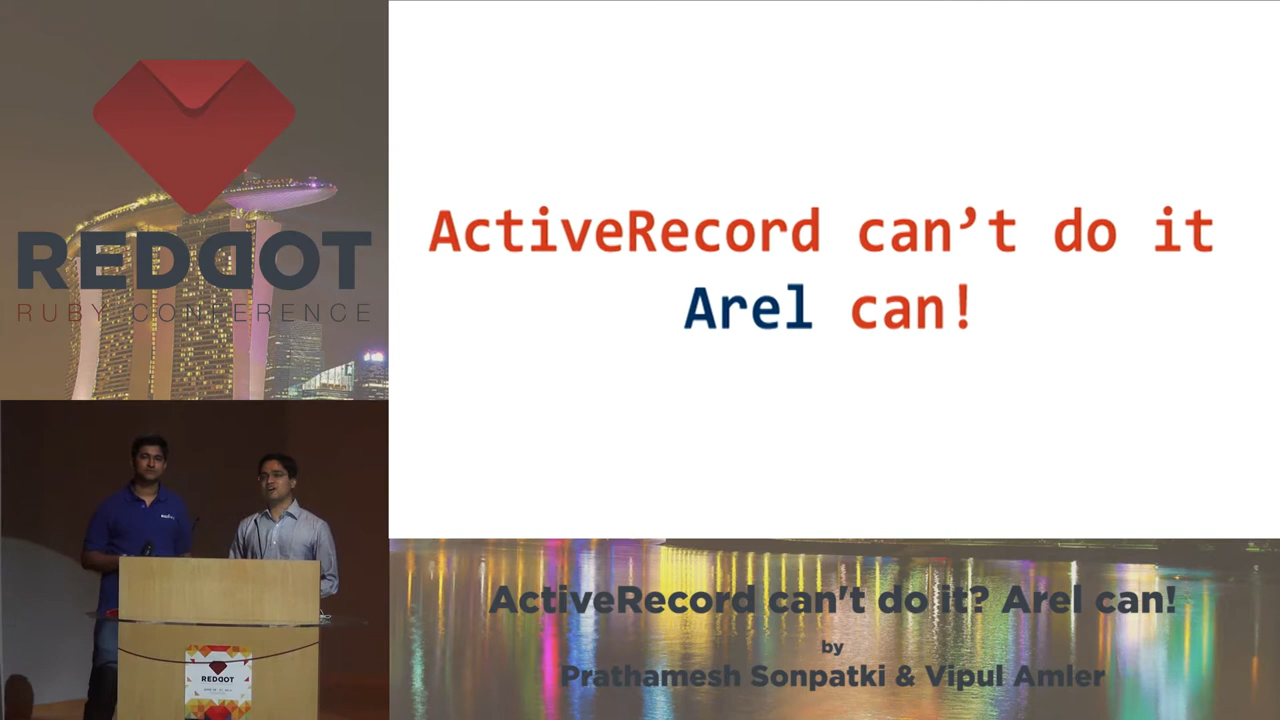 REDDOT
RUBY CONFERENCE
ActiveRecord can’t do it
Arel can!
REDDOT
ActiveRecord can't do it? Arel can!
by
Prathamesh Sonpatki & Vipul Amler